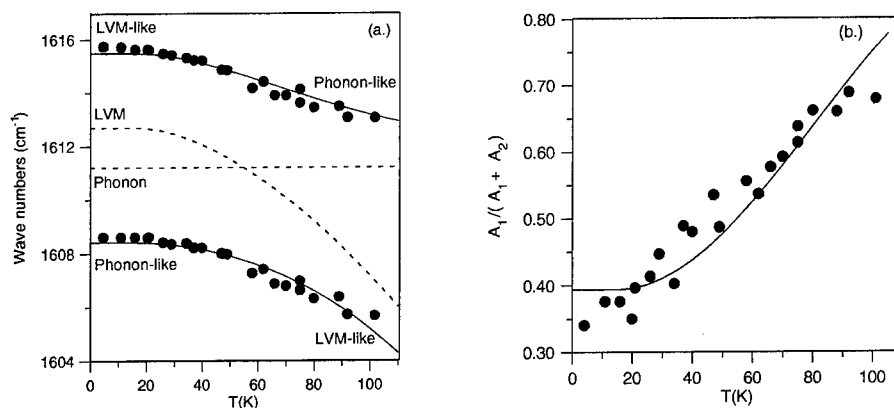 LVM-like
(a.)
1616
Phonon-like
LVM
1612
Phonon
Wave numbers (cm⁻¹)
1608
Phonon-like
LVM-like
1604
0 20 40 60 80 100
T(K)
0.80
(b.)
0.70
0.60
A₁/( A₁ + A₂)
0.50
0.40
0.30
0 20 40 60 80 100
T(K)